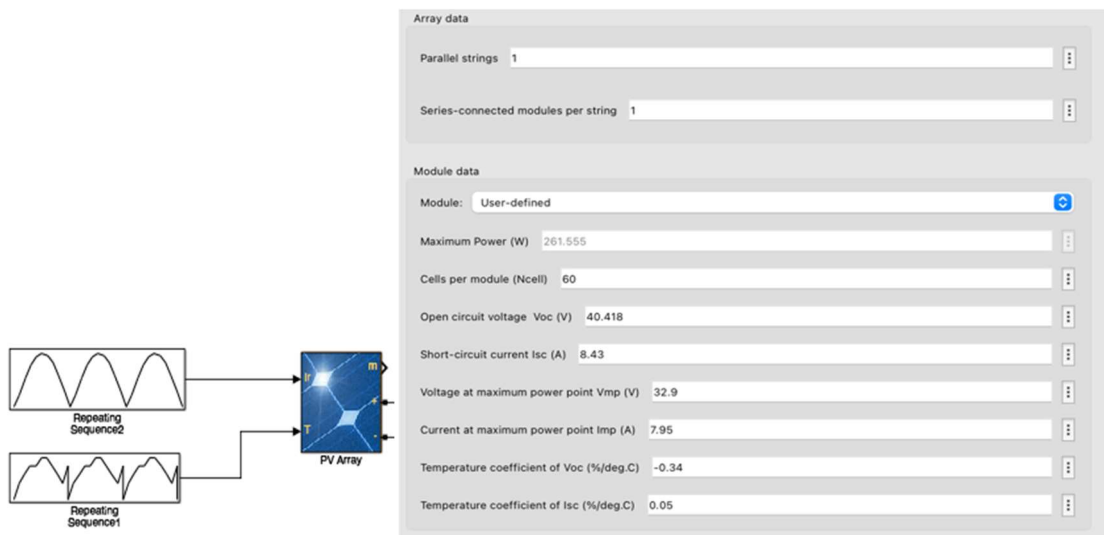 Array data
Parallel strings 1
Series-connected modules per string 1
Module data
Module: User-defined
Maximum Power (W) 261.555
Cells per module (Ncell) 60
Open circuit voltage Voc (V) 40.418
Short-circuit current Isc (A) 8.43
Voltage at maximum power point Vmp (V) 32.9
Current at maximum power point Imp (A) 7.95
Temperature coefficient of Voc (%/deg.C) -0.34
Temperature coefficient of Isc (%/deg.C) 0.05
Repeating
Sequence2
Repeating
Sequence1
Ir
T
m
+
-
PV Array